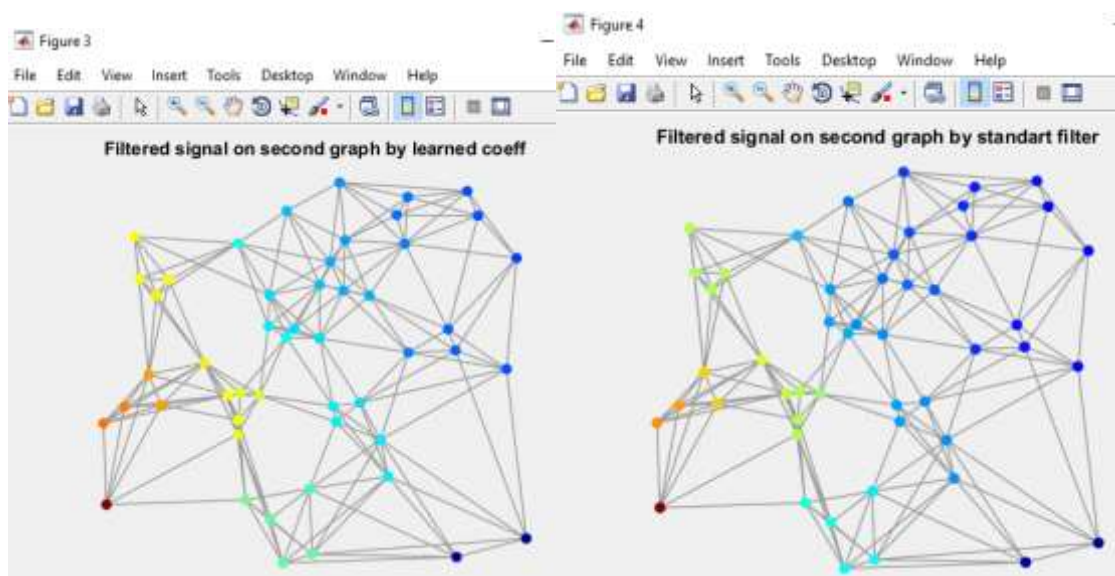 Figure 3
File Edit View Insert Tools Desktop Window Help
Filtered signal on second graph by learned coeff
Figure 4
File Edit View Insert Tools Desktop Window Help
Filtered signal on second graph by standart filter